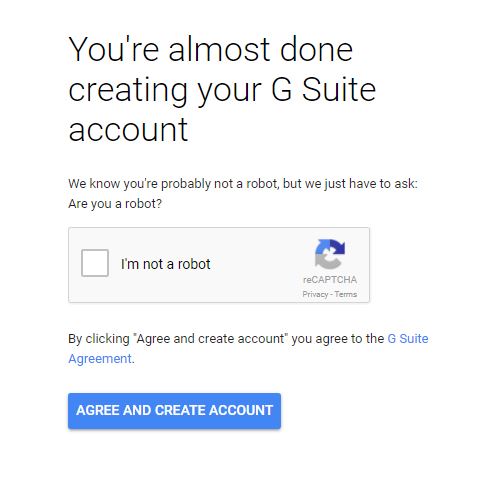 You're almost done
creating your G Suite
account
We know you're probably not a robot, but we just have to ask:
Are you a robot?
I'm not a robot
reCAPTCHA
Privacy - Terms
By clicking "Agree and create account" you agree to the G Suite
Agreement.
AGREE AND CREATE ACCOUNT